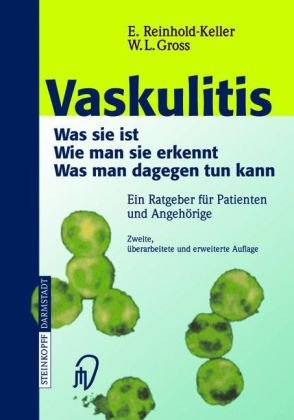 E. Reinhold-Keller
W. L. Gross
Vaskulitis
Was sie ist
Wie man sie erkennt
Was man dagegen tun kann
Ein Ratgeber für Patienten
und Angehörige
Zweite,
überarbeitete und erweiterte Auflage
STEINKOPFF
DARMSTADT